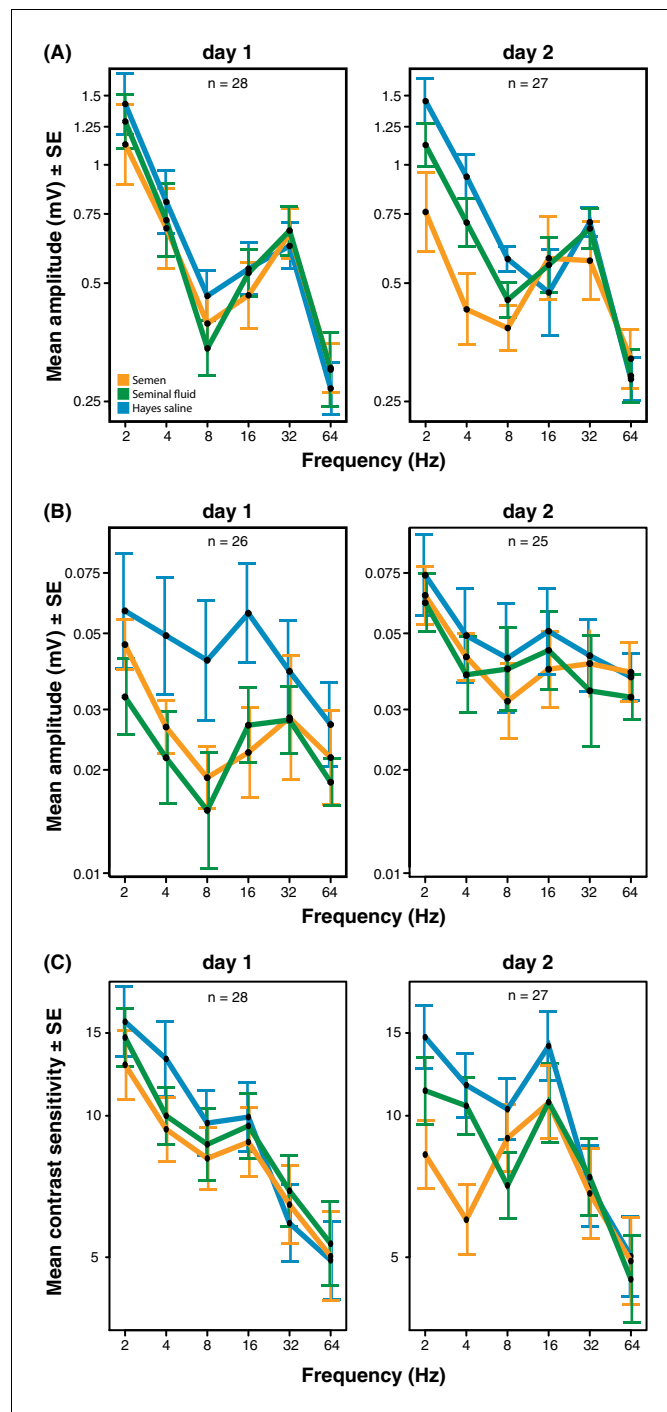 (A) day 1 day 2
n = 28 n = 27
Mean amplitude (mV) ± SE
1.5 1.5
1.25 1.25
1 1
0.75 0.75
0.5 0.5
0.25 0.25
Semen
Seminal fluid
Hayes saline
2 4 8 16 32 64 2 4 8 16 32 64
Frequency (Hz)
(B) day 1 day 2
n = 26 n = 25
Mean amplitude (mV) ± SE
0.075 0.075
0.05 0.05
0.03 0.03
0.02 0.02
0.01 0.01
2 4 8 16 32 64 2 4 8 16 32 64
Frequency (Hz)
(C) day 1 day 2
n = 28 n = 27
Mean contrast sensitivity ± SE
15 15
10 10
5 5
2 4 8 16 32 64 2 4 8 16 32 64
Frequency (Hz)